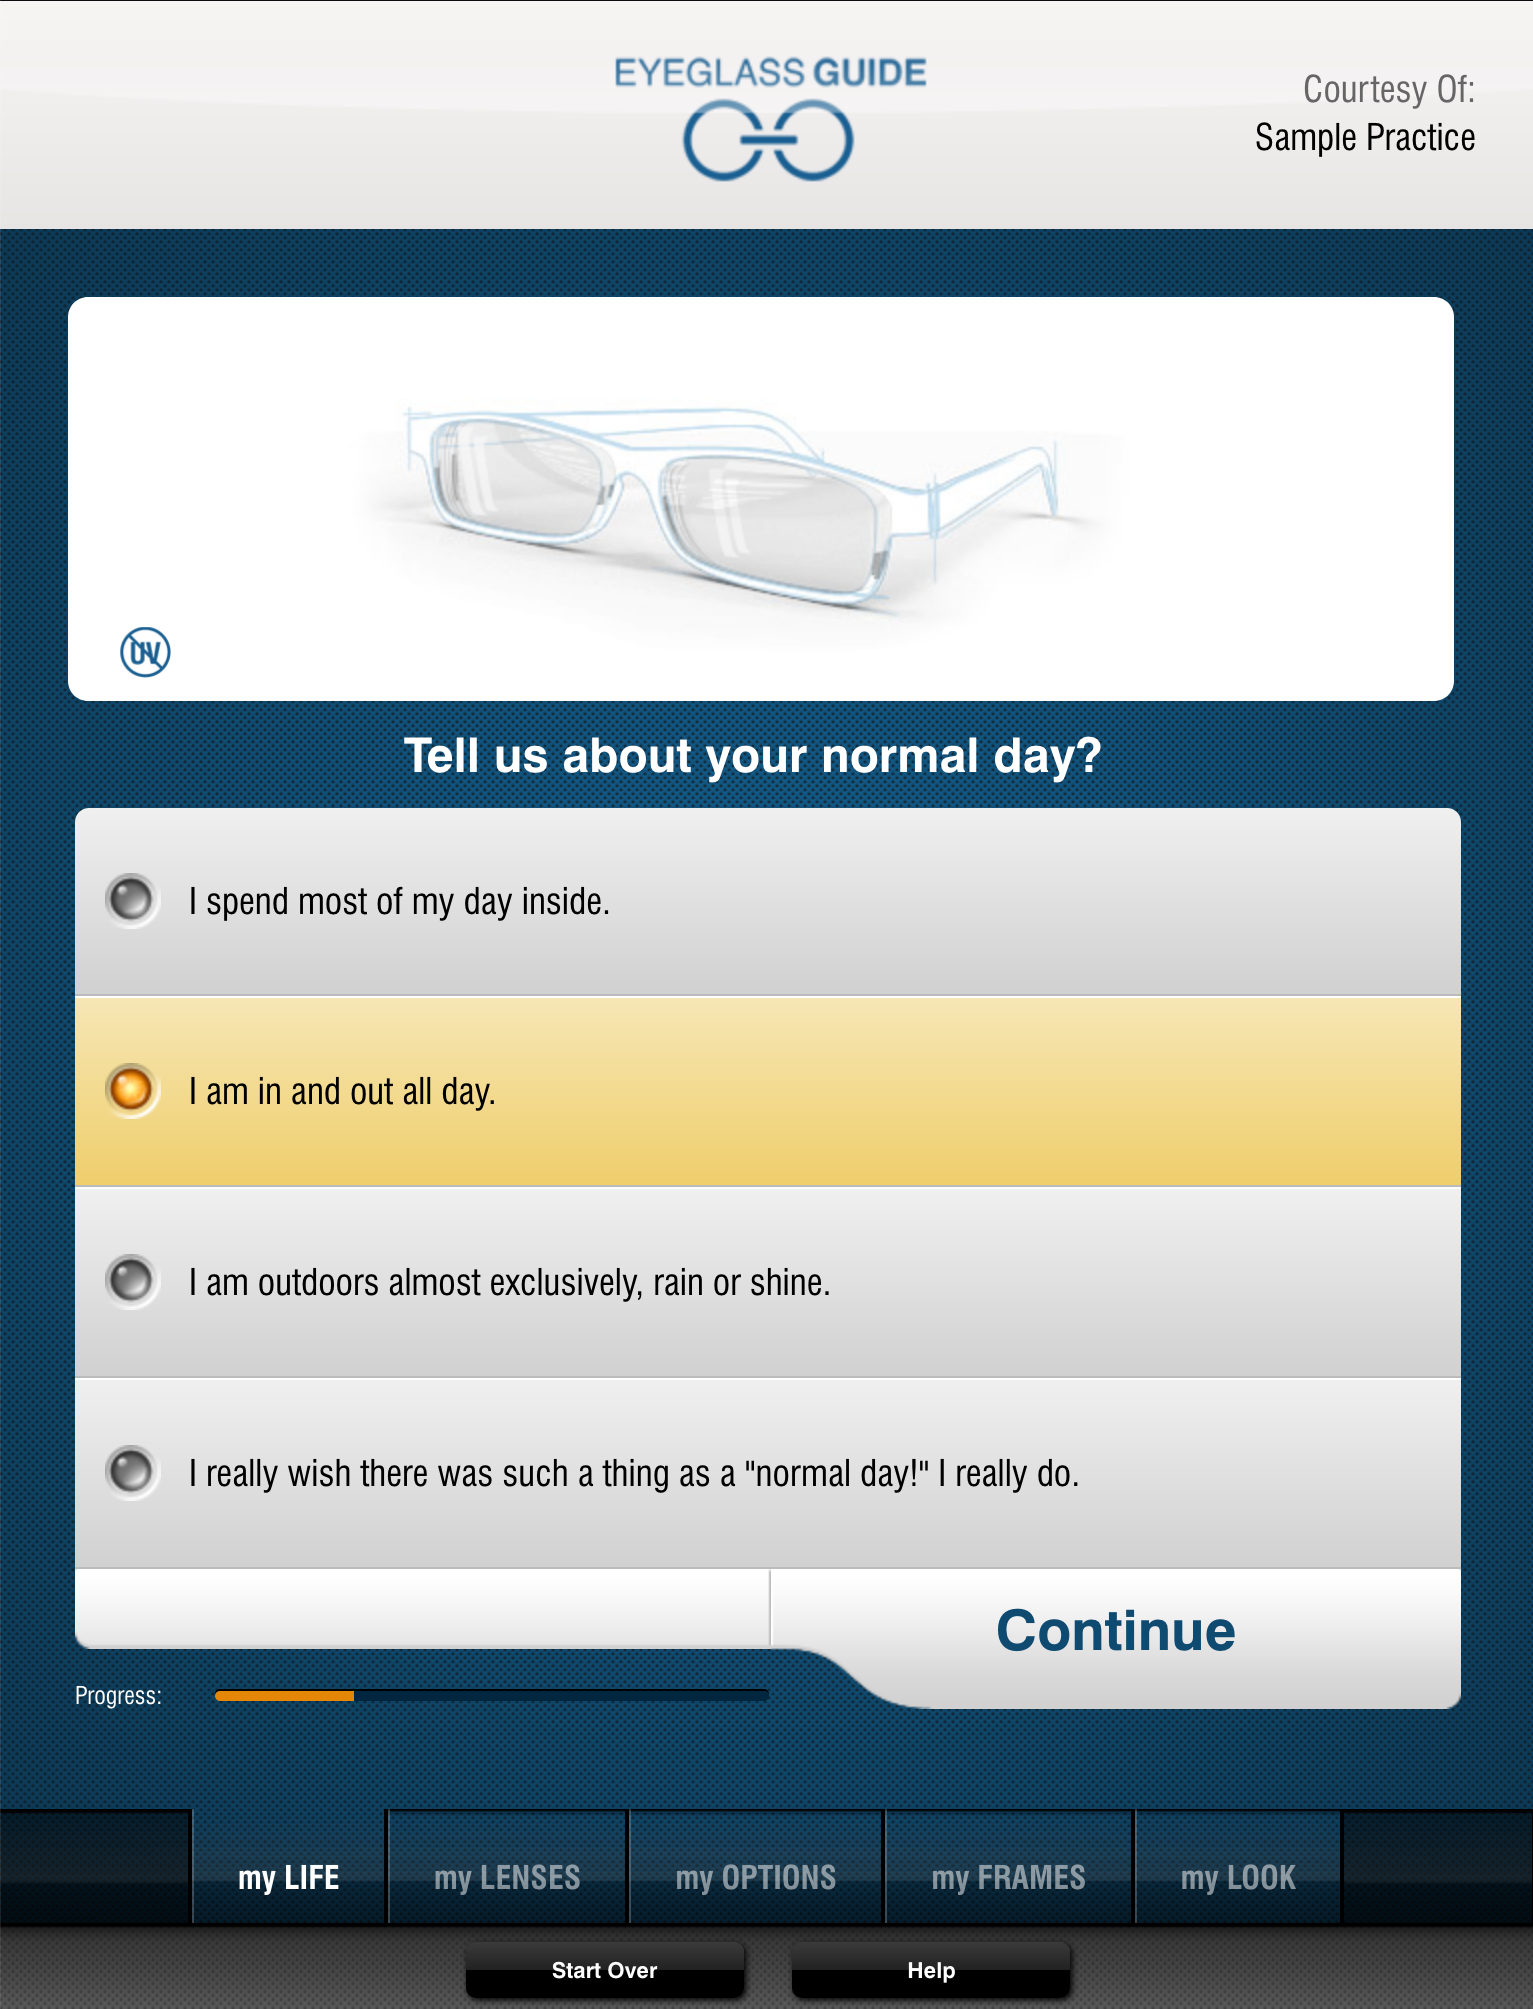 EYEGLASS GUIDE
Courtesy Of:
Sample Practice
UV
Tell us about your normal day?
I spend most of my day inside.
I am in and out all day.
I am outdoors almost exclusively, rain or shine.
I really wish there was such a thing as a "normal day!" I really do.
Continue
Progress:
my LIFE
my LENSES
my OPTIONS
my FRAMES
my LOOK
Start Over
Help